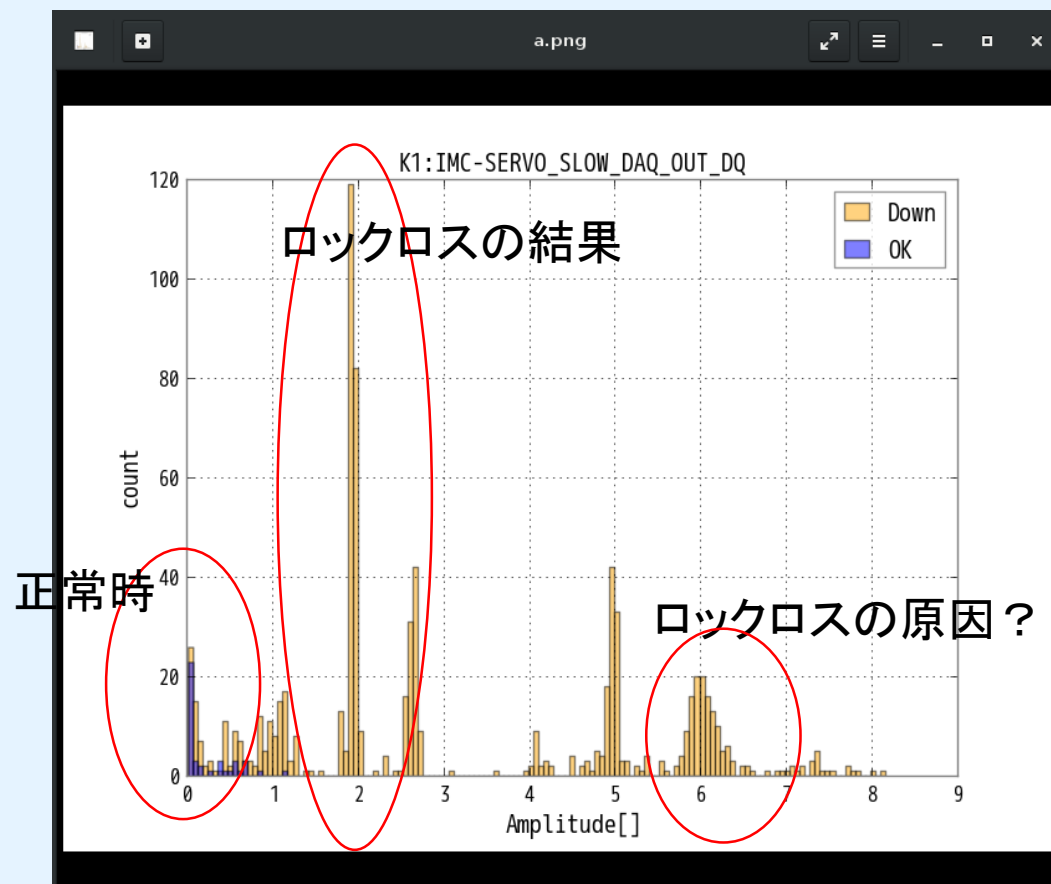 a.png
K1:IMC-SERVO_SLOW_DAQ_OUT_DQ
120
100
80
60
40
20
0
count
Down
OK
ロックロスの結果
正常時
ロックロスの原因？
0 1 2 3 4 5 6 7 8 9
Amplitude[]